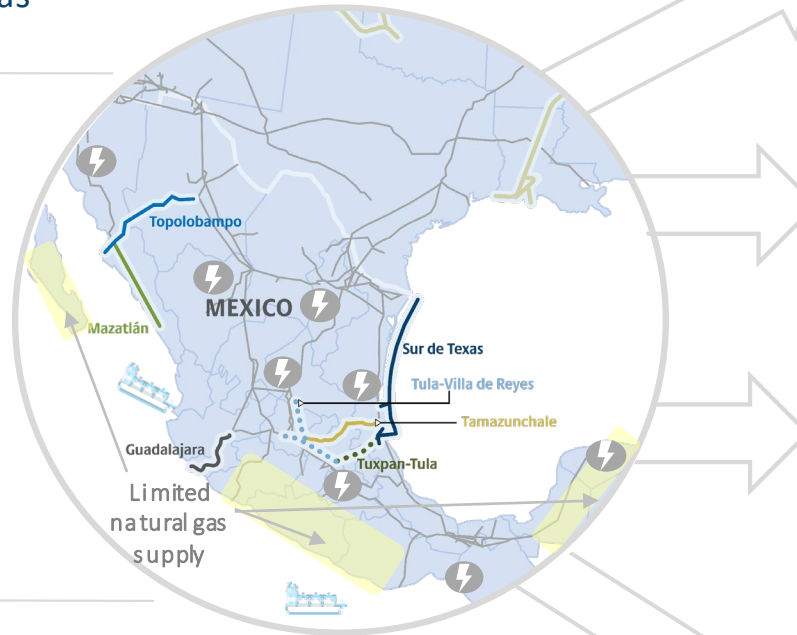 as
Topolobampo
MEXICO
Mazatlán
Sur de Texas
Tula-Villa de Reyes
Tamazunchale
Guadalajara
Tuxpan-Tula
Limited
natural gas
supply